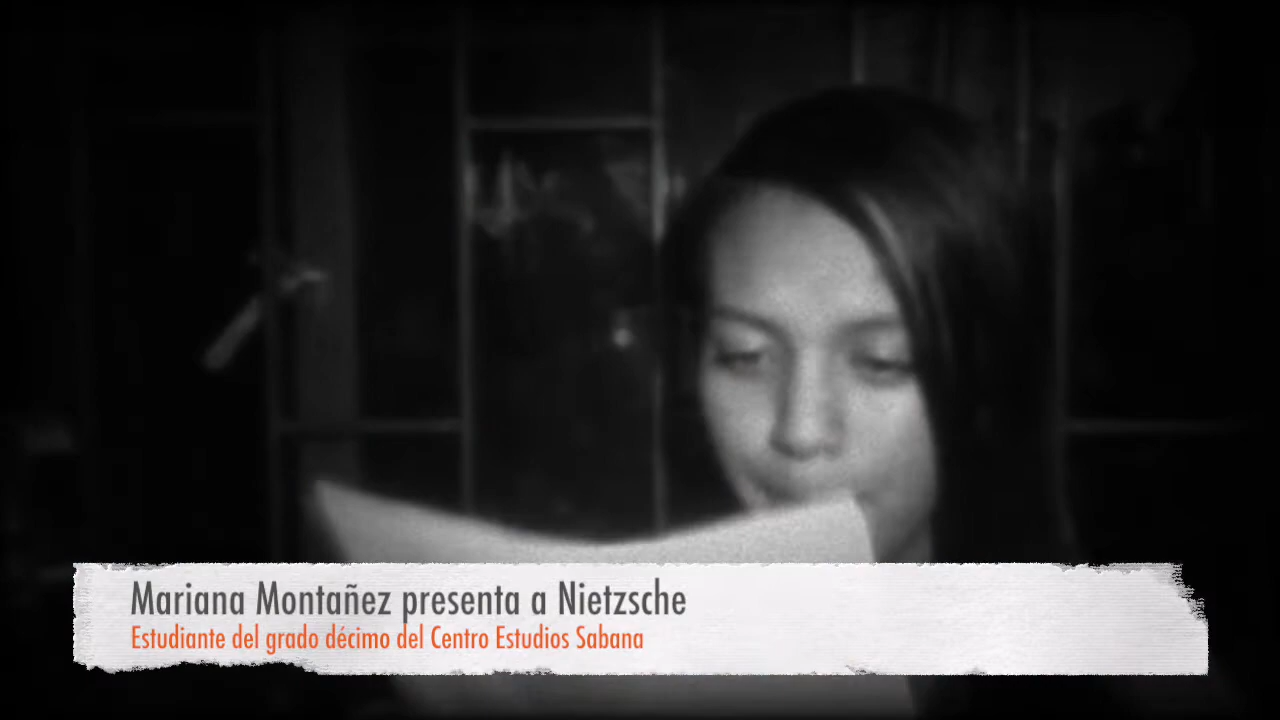 Mariana Montañez presenta a Nietzsche
Estudiante del grado décimo del Centro Estudios Sabana